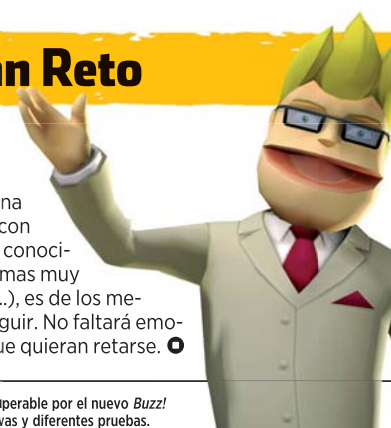 an Reto
na
con
conoci-
mas muy
...), es de los me-
guir. No faltará emo-
ue quieran retarse.
uperable por el nuevo Buzz!
vas y diferentes pruebas.